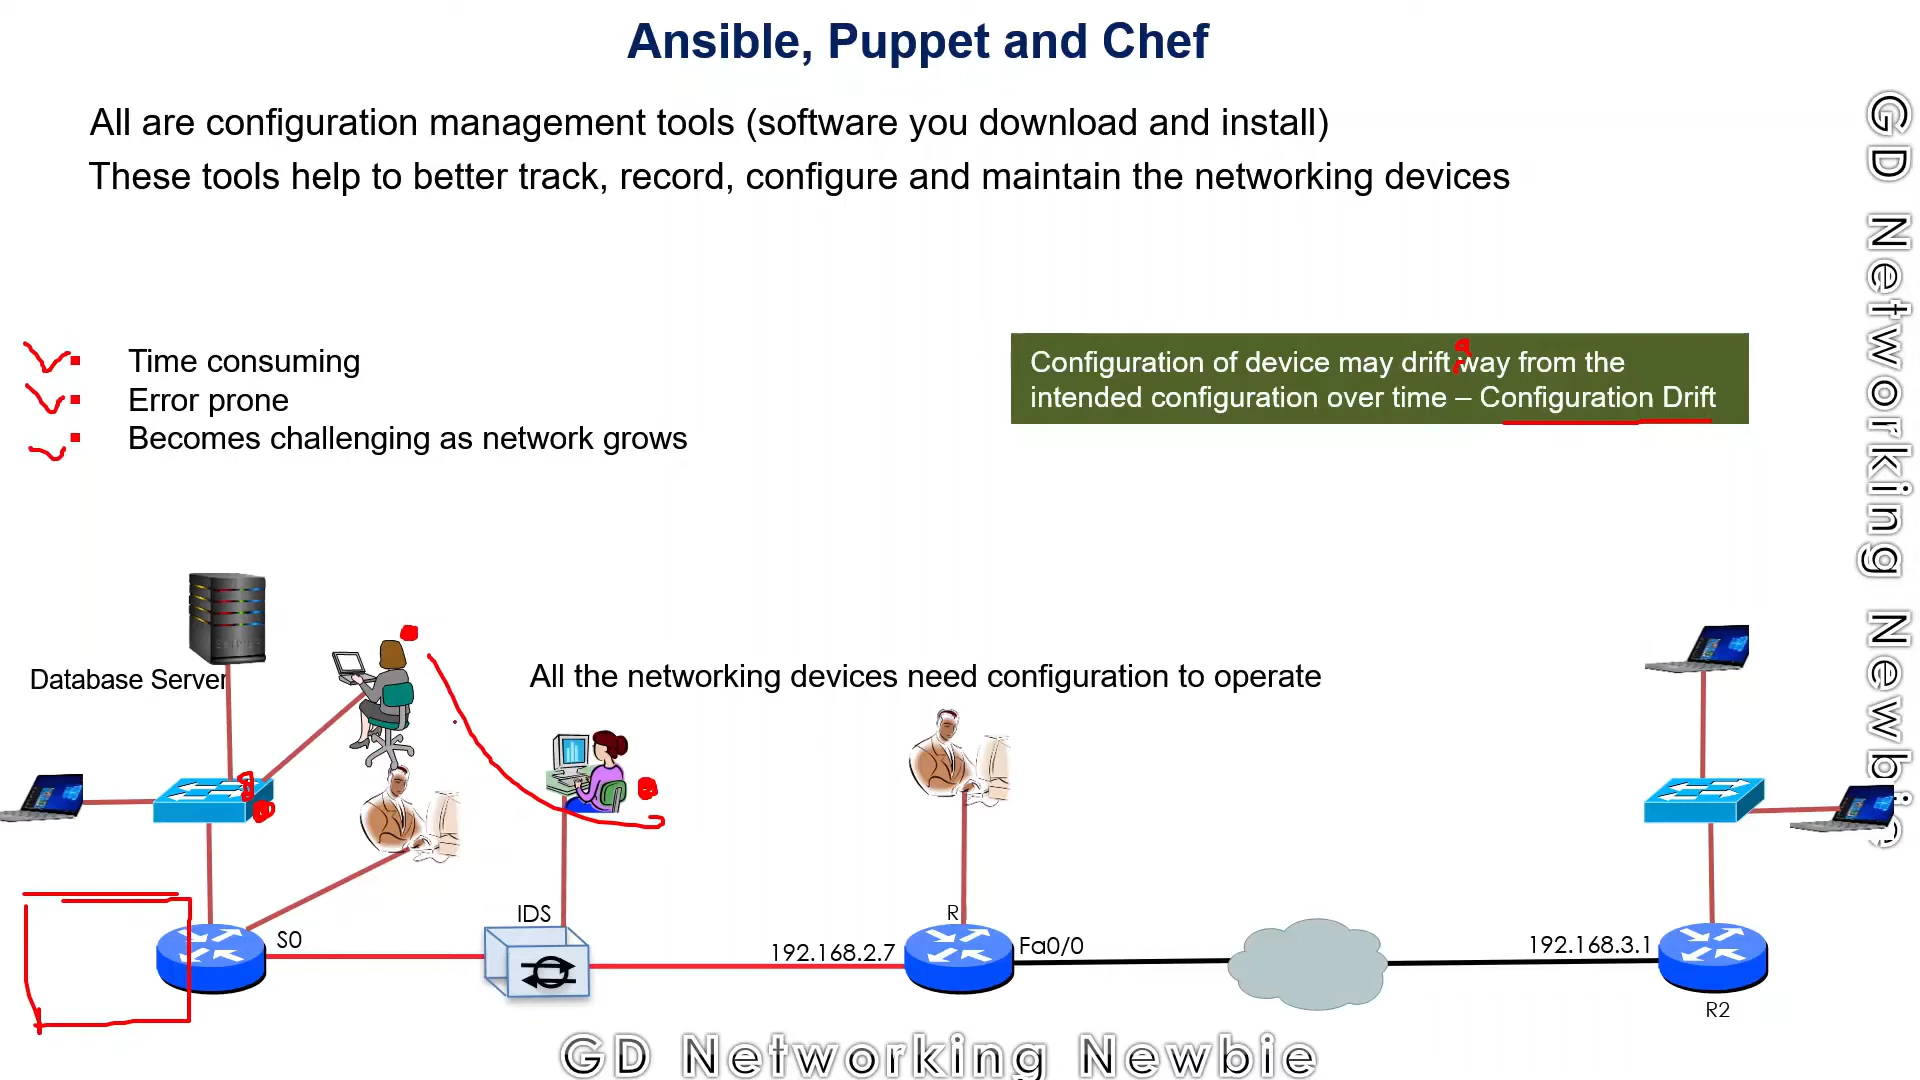 Ansible, Puppet and Chef
All are configuration management tools (software you download and install)
These tools help to better track, record, configure and maintain the networking devices
Time consuming
Error prone
Becomes challenging as network grows
Configuration of device may drift a way from the
intended configuration over time – Configuration Drift
Database Server
All the networking devices need configuration to operate
IDS
R
S0
192.168.2.7
Fa0/0
192.168.3.1
R2
GD Networking Newbie
GD Networking Newbie